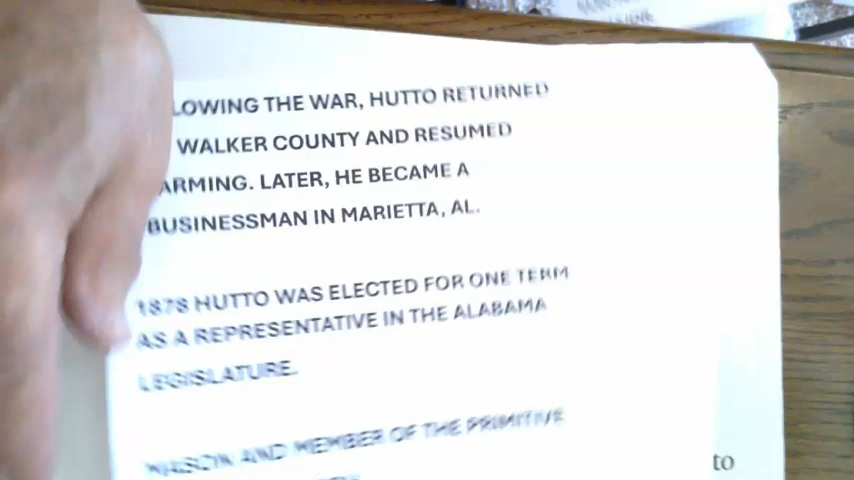 LOWING THE WAR, HUTTO RETURNED
WALKER COUNTY AND RESUMED
ARMING. LATER, HE BECAME A
BUSINESSMAN IN MARIETTA, AL.
1878 HUTTO WAS ELECTED FOR ONE TERM
AS A REPRESENTATIVE IN THE ALABAMA
LEGISLATURE.
MASON AND MEMBER OF THE PRIMITIVE
to